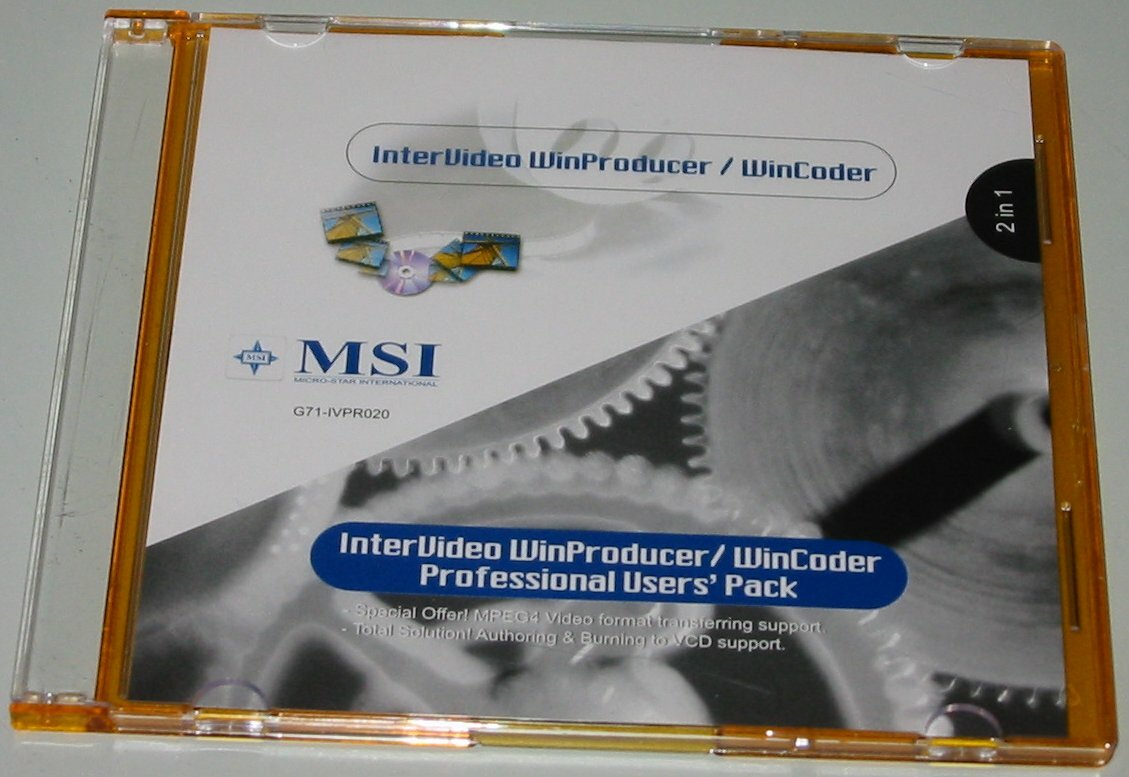 InterVideo WinProducer / WinCoder
2 in 1
MSI
MSI
MICRO-STAR INTERNATIONAL
G71-IVPR020
InterVideo WinProducer/ WinCoder
Professional Users' Pack
- Special Offer! MPEG4 Video format transferring support.
- Total Solution! Authoring & Burning to VCD support.